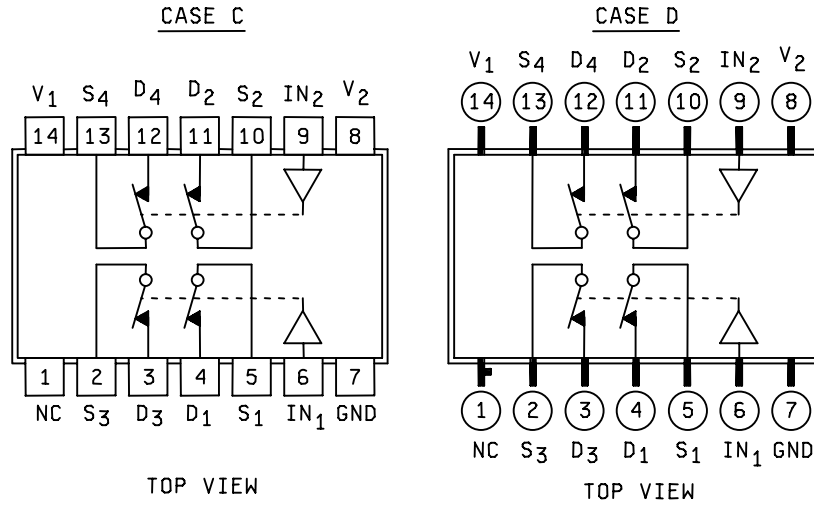 CASE C
V1 S4 D4 D2 S2 IN2 V2
14 13 12 11 10 9 8
1 2 3 4 5 6 7
NC S3 D3 D1 S1 IN1 GND
TOP VIEW
CASE D
V1 S4 D4 D2 S2 IN2 V2
14 13 12 11 10 9 8
1 2 3 4 5 6 7
NC S3 D3 D1 S1 IN1 GND
TOP VIEW